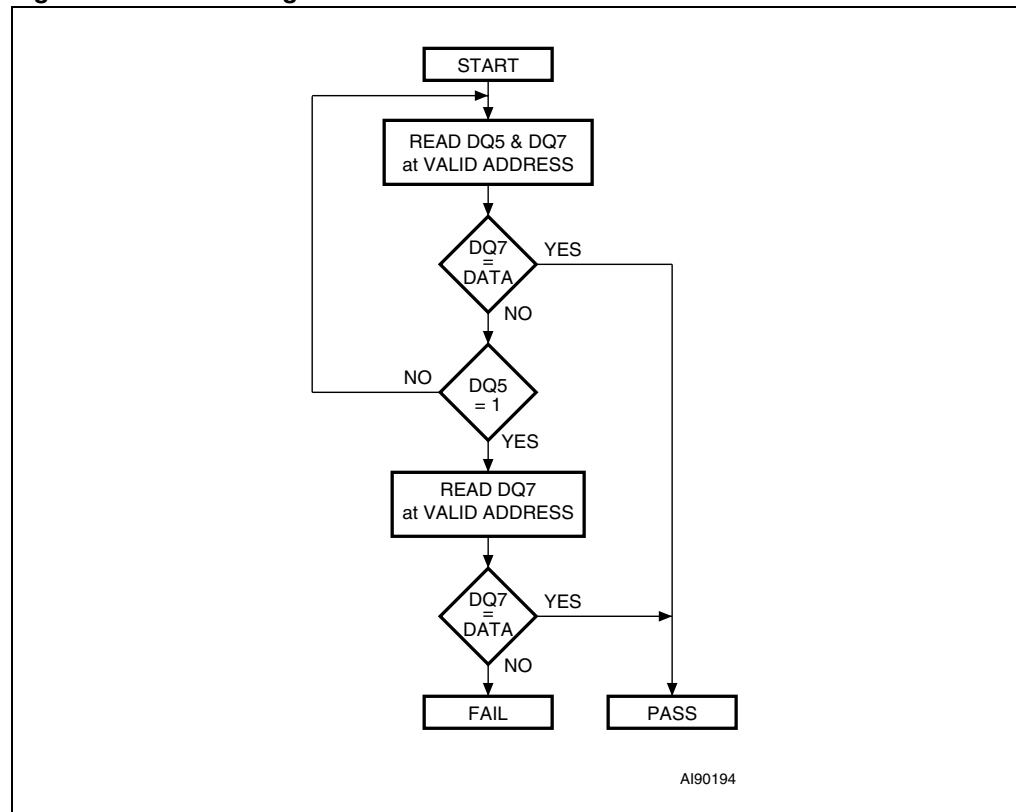 START
READ DQ5 & DQ7
at VALID ADDRESS
DQ7
=
DATA
YES
NO
NO
DQ5
= 1
YES
READ DQ7
at VALID ADDRESS
DQ7
=
DATA
YES
NO
FAIL
PASS
AI90194